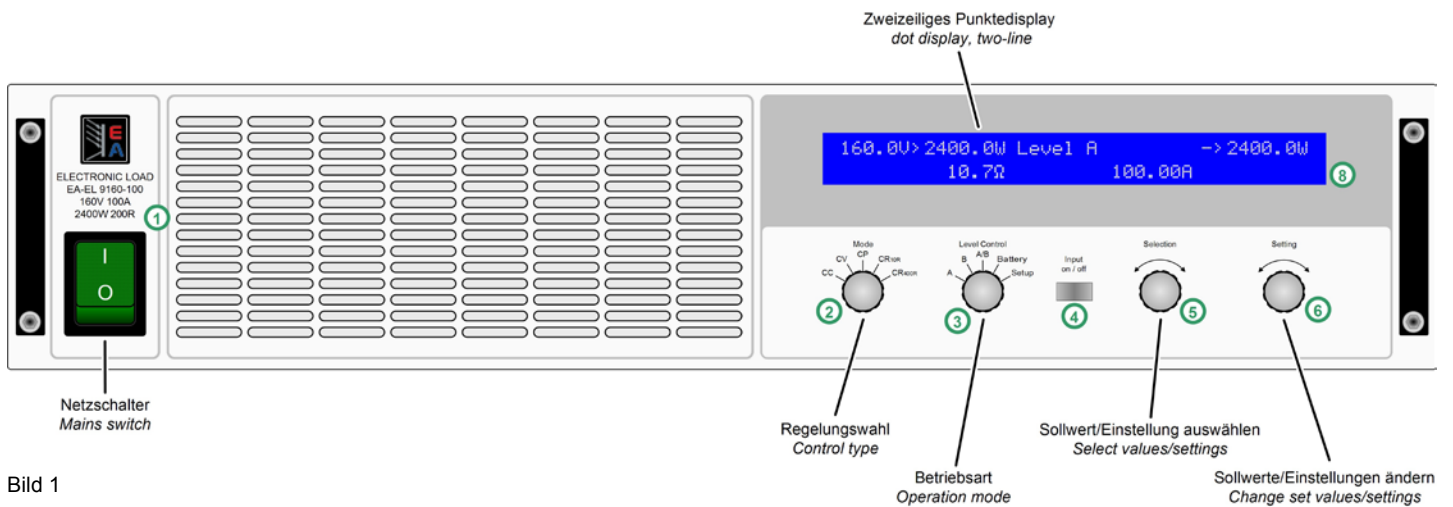 Zweizeiliges Punktedisplay
dot display, two-line
E
A
ELECTRONIC LOAD
EA-EL 9160-100
160V 100A
2400W 200R
1
I
O
160.0V> 2400.0W Level A -> 2400.0W
10.7Ω 100.00A
8
Mode
CC CV CP CR10R CR400R
2
Level Control
A B A/B Battery Setup
3
Input
on / off
4
Selection
5
Setting
6
Netzschalter
Mains switch
Regelungswahl
Control type
Betriebsart
Operation mode
Sollwert/Einstellung auswählen
Select values/settings
Sollwerte/Einstellungen ändern
Change set values/settings
Bild 1